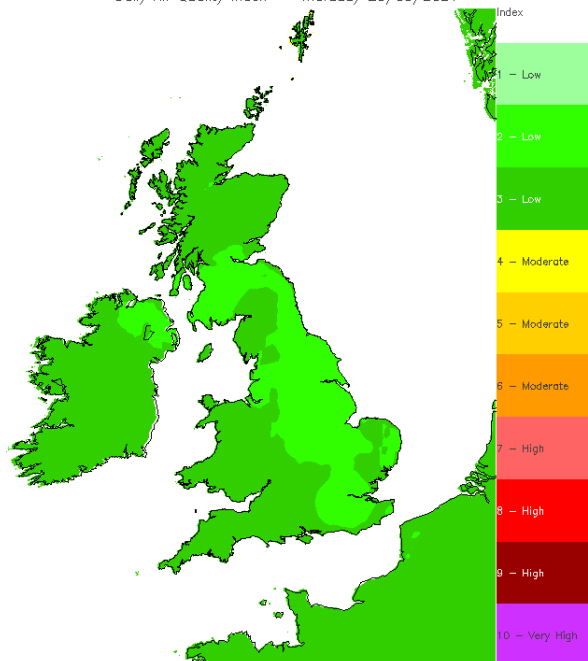 Index
1 - Low
2 - Low
3 - Low
4 - Moderate
5 - Moderate
6 - Moderate
7 - High
8 - High
9 - High
10 - Very High